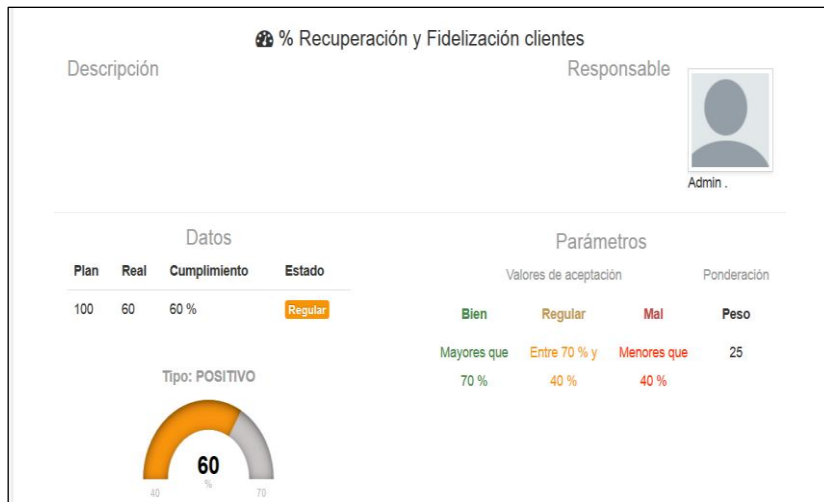 % Recuperación y Fidelización clientes
Descripción
Responsable
Admin .
Datos
Plan Real Cumplimiento Estado
100 60 60 % Regular
Tipo: POSITIVO
60
%
40 70
Parámetros
Valores de aceptación Ponderación
Bien Regular Mal Peso
Mayores que Entre 70 % y Menores que 25
70 % 40 % 40 %